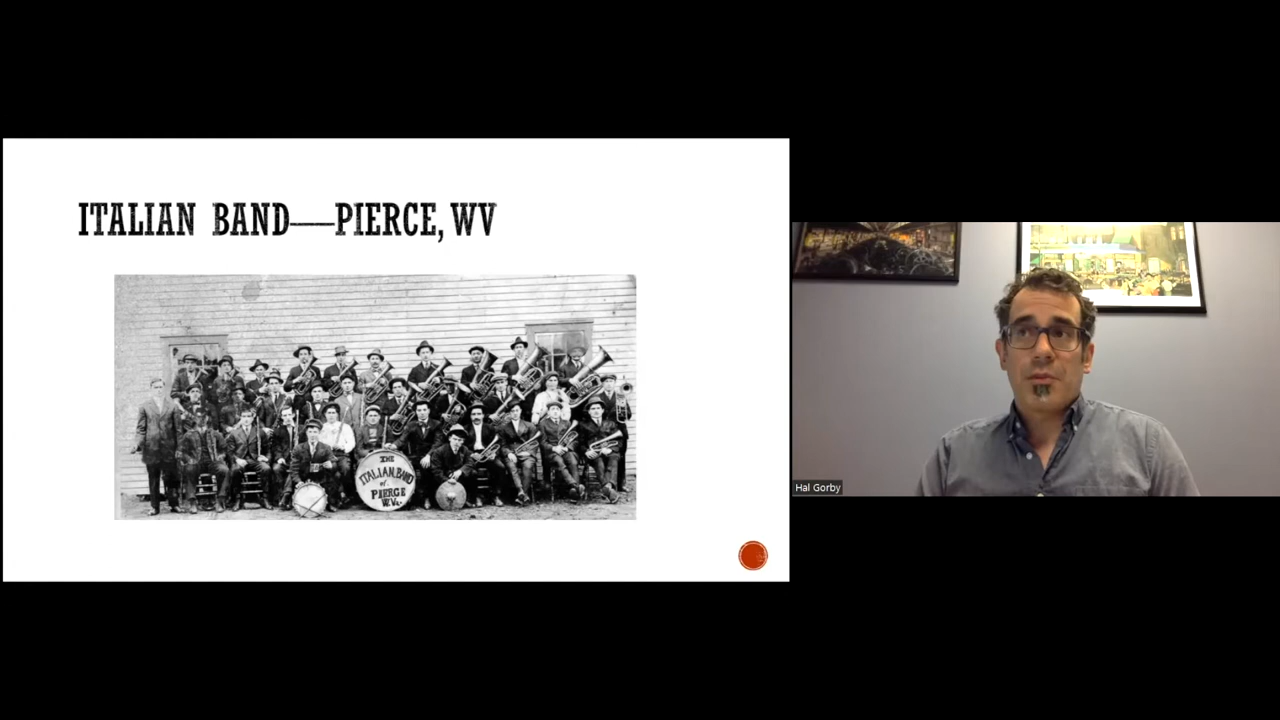 ITALIAN BAND—PIERCE, WV
THE
ITALIAN BAND
of
PIERCE
W.VA.
Hal Gorby